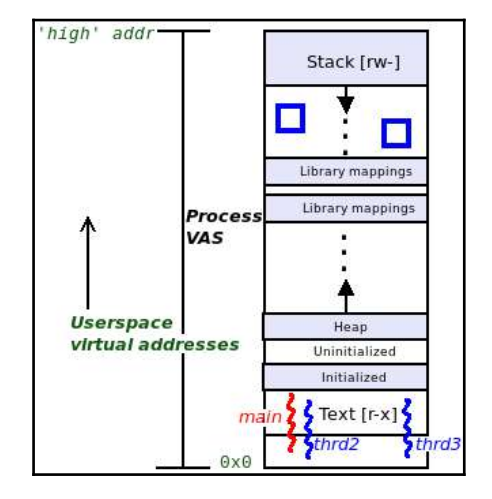 'high' addr
Stack [rw-]
Library mappings
Library mappings
Process
VAS
Userspace
virtual addresses
Heap
Uninitialized
Initialized
main
Text [r-x]
thrd2
thrd3
0x0